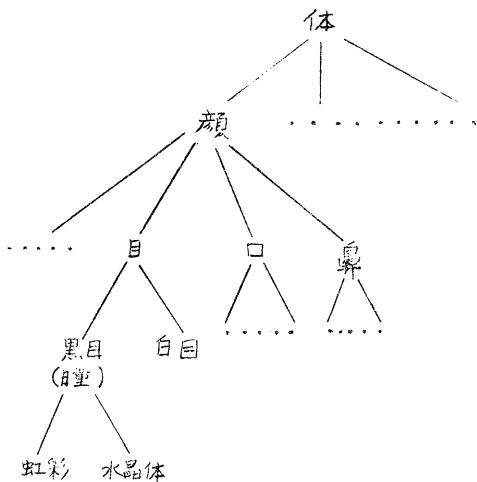 体
顔
目 口 鼻
黒目 白目
(瞳)
虹彩 水晶体